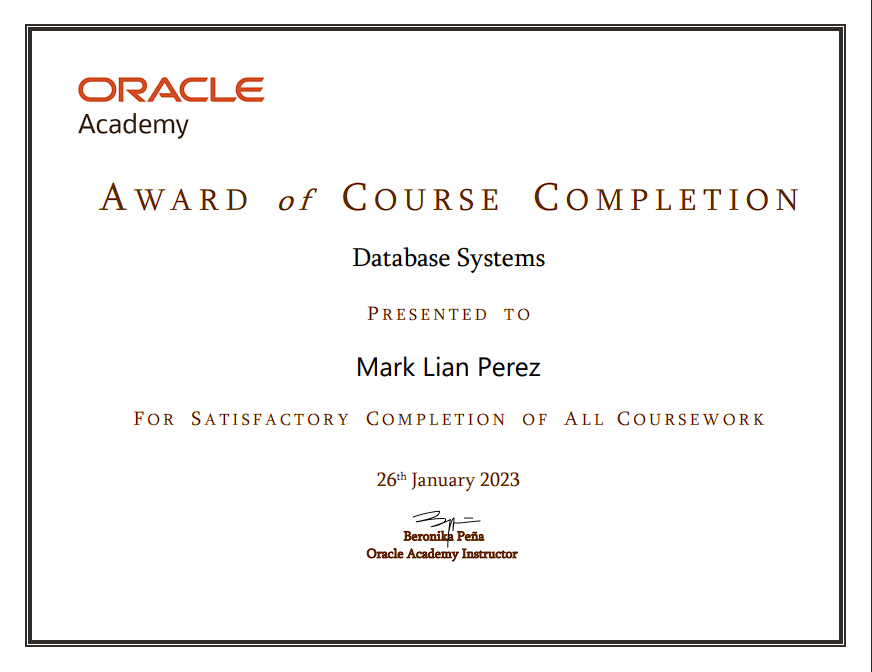 ORACLE
Academy
AWARD of COURSE COMPLETION
Database Systems
PRESENTED TO
Mark Lian Perez
FOR SATISFACTORY COMPLETION OF ALL COURSEWORK
26th January 2023
Beronika Peña
Oracle Academy Instructor